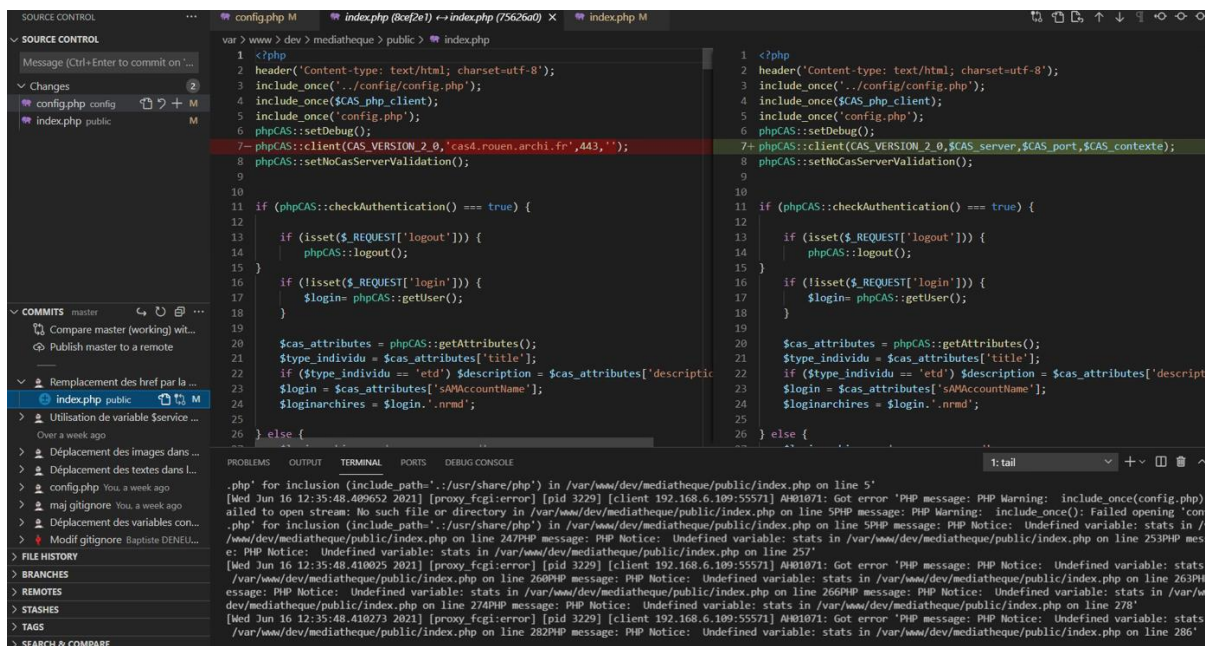 SOURCE CONTROL
config.php M
index.php (8cef2e1) ↔ index.php (75626a0)
index.php M
SOURCE CONTROL
Message (Ctrl+Enter to commit on '...
Changes 2
config.php config M
index.php public M
COMMITS master
Compare master (working) wit...
Publish master to a remote
Remplacement des href par la ...
index.php public M
Utilisation de variable $service ...
Over a week ago
Déplacement des images dans ...
Déplacement des textes dans l...
config.php You, a week ago
maj gitignore You, a week ago
Déplacement des variables con...
Modif gitignore Baptiste DENEU...
FILE HISTORY
BRANCHES
REMOTES
STASHES
TAGS
SEARCH & COMPARE
var > www > dev > mediatheque > public > index.php
1 <?php
2 header('Content-type: text/html; charset=utf-8');
3 include_once('../config/config.php');
4 include_once($CAS_php_client);
5 include_once('config.php');
6 phpCAS::setDebug();
7− phpCAS::client(CAS_VERSION_2_0,'cas4.rouen.archi.fr',443,'');
8 phpCAS::setNoCasServerValidation();
9
10
11 if (phpCAS::checkAuthentication() === true) {
12
13 if (isset($_REQUEST['logout'])) {
14 phpCAS::logout();
15 }
16 if (!isset($_REQUEST['login'])) {
17 $login= phpCAS::getUser();
18 }
19
20 $cas_attributes = phpCAS::getAttributes();
21 $type_individu = $cas_attributes['title'];
22 if ($type_individu == 'etd') $description = $cas_attributes['descriptic
23 $login = $cas_attributes['sAMAccountName'];
24 $loginarchires = $login.'.nrmd';
25
26 } else {
1 <?php
2 header('Content-type: text/html; charset=utf-8');
3 include_once('../config/config.php');
4 include_once($CAS_php_client);
5 include_once('config.php');
6 phpCAS::setDebug();
7+ phpCAS::client(CAS_VERSION_2_0,$CAS_server,$CAS_port,$CAS_contexte);
8 phpCAS::setNoCasServerValidation();
9
10
11 if (phpCAS::checkAuthentication() === true) {
12
13 if (isset($_REQUEST['logout'])) {
14 phpCAS::logout();
15 }
16 if (!isset($_REQUEST['login'])) {
17 $login= phpCAS::getUser();
18 }
19
20 $cas_attributes = phpCAS::getAttributes();
21 $type_individu = $cas_attributes['title'];
22 if ($type_individu == 'etd') $description = $cas_attributes['descript
23 $login = $cas_attributes['sAMAccountName'];
24 $loginarchires = $login.'.nrmd';
25
26 } else {
PROBLEMS OUTPUT TERMINAL PORTS DEBUG CONSOLE
1: tail
.php' for inclusion (include_path='.:/usr/share/php') in /var/www/dev/mediatheque/public/index.php on line 5'
[Wed Jun 16 12:35:48.409652 2021] [proxy_fcgi:error] [pid 3229] [client 192.168.6.109:55571] AH01071: Got error 'PHP message: PHP Warning: include_once(config.php)
ailed to open stream: No such file or directory in /var/www/dev/mediatheque/public/index.php on line 5PHP message: PHP Warning: include_once(): Failed opening 'con
.php' for inclusion (include_path='.:/usr/share/php') in /var/www/dev/mediatheque/public/index.php on line 5PHP message: PHP Notice: Undefined variable: stats in /
/www/dev/mediatheque/public/index.php on line 247PHP message: PHP Notice: Undefined variable: stats in /var/www/dev/mediatheque/public/index.php on line 253PHP mes
e: PHP Notice: Undefined variable: stats in /var/www/dev/mediatheque/public/index.php on line 257'
[Wed Jun 16 12:35:48.410025 2021] [proxy_fcgi:error] [pid 3229] [client 192.168.6.109:55571] AH01071: Got error 'PHP message: PHP Notice: Undefined variable: stats
/var/www/dev/mediatheque/public/index.php on line 260PHP message: PHP Notice: Undefined variable: stats in /var/www/dev/mediatheque/public/index.php on line 263PH
essage: PHP Notice: Undefined variable: stats in /var/www/dev/mediatheque/public/index.php on line 266PHP message: PHP Notice: Undefined variable: stats in /var/w
dev/mediatheque/public/index.php on line 274PHP message: PHP Notice: Undefined variable: stats in /var/www/dev/mediatheque/public/index.php on line 278'
[Wed Jun 16 12:35:48.410273 2021] [proxy_fcgi:error] [pid 3229] [client 192.168.6.109:55571] AH01071: Got error 'PHP message: PHP Notice: Undefined variable: stats
/var/www/dev/mediatheque/public/index.php on line 282PHP message: PHP Notice: Undefined variable: stats in /var/www/dev/mediatheque/public/index.php on line 286'